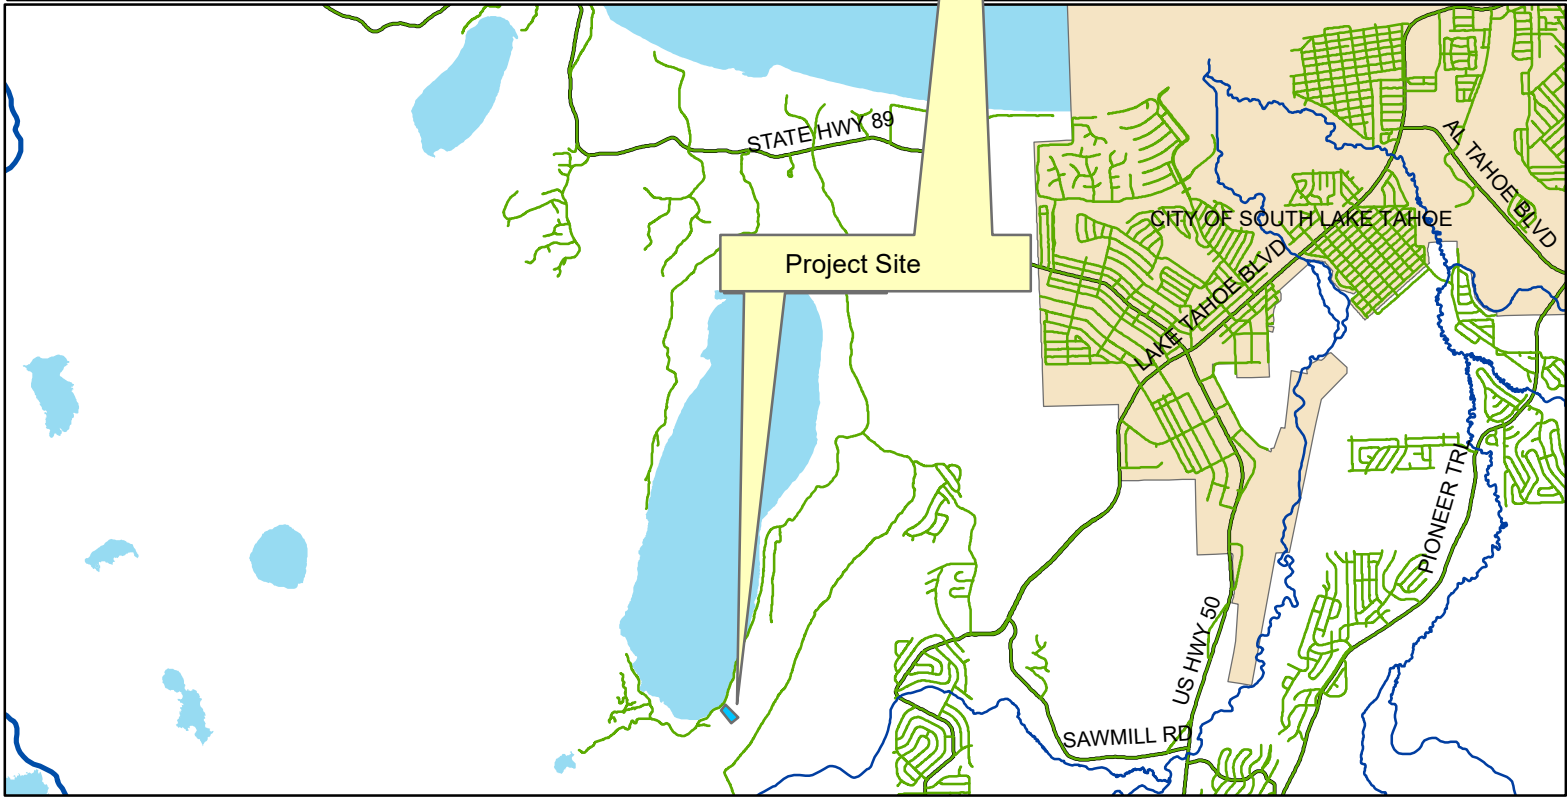 STATE HWY 89
AL TAHOE BLVD
CITY OF SOUTH LAKE TAHOE
Project Site
LAKE TAHOE BLVD
PIONEER TRL
US HWY 50
SAWMILL RD